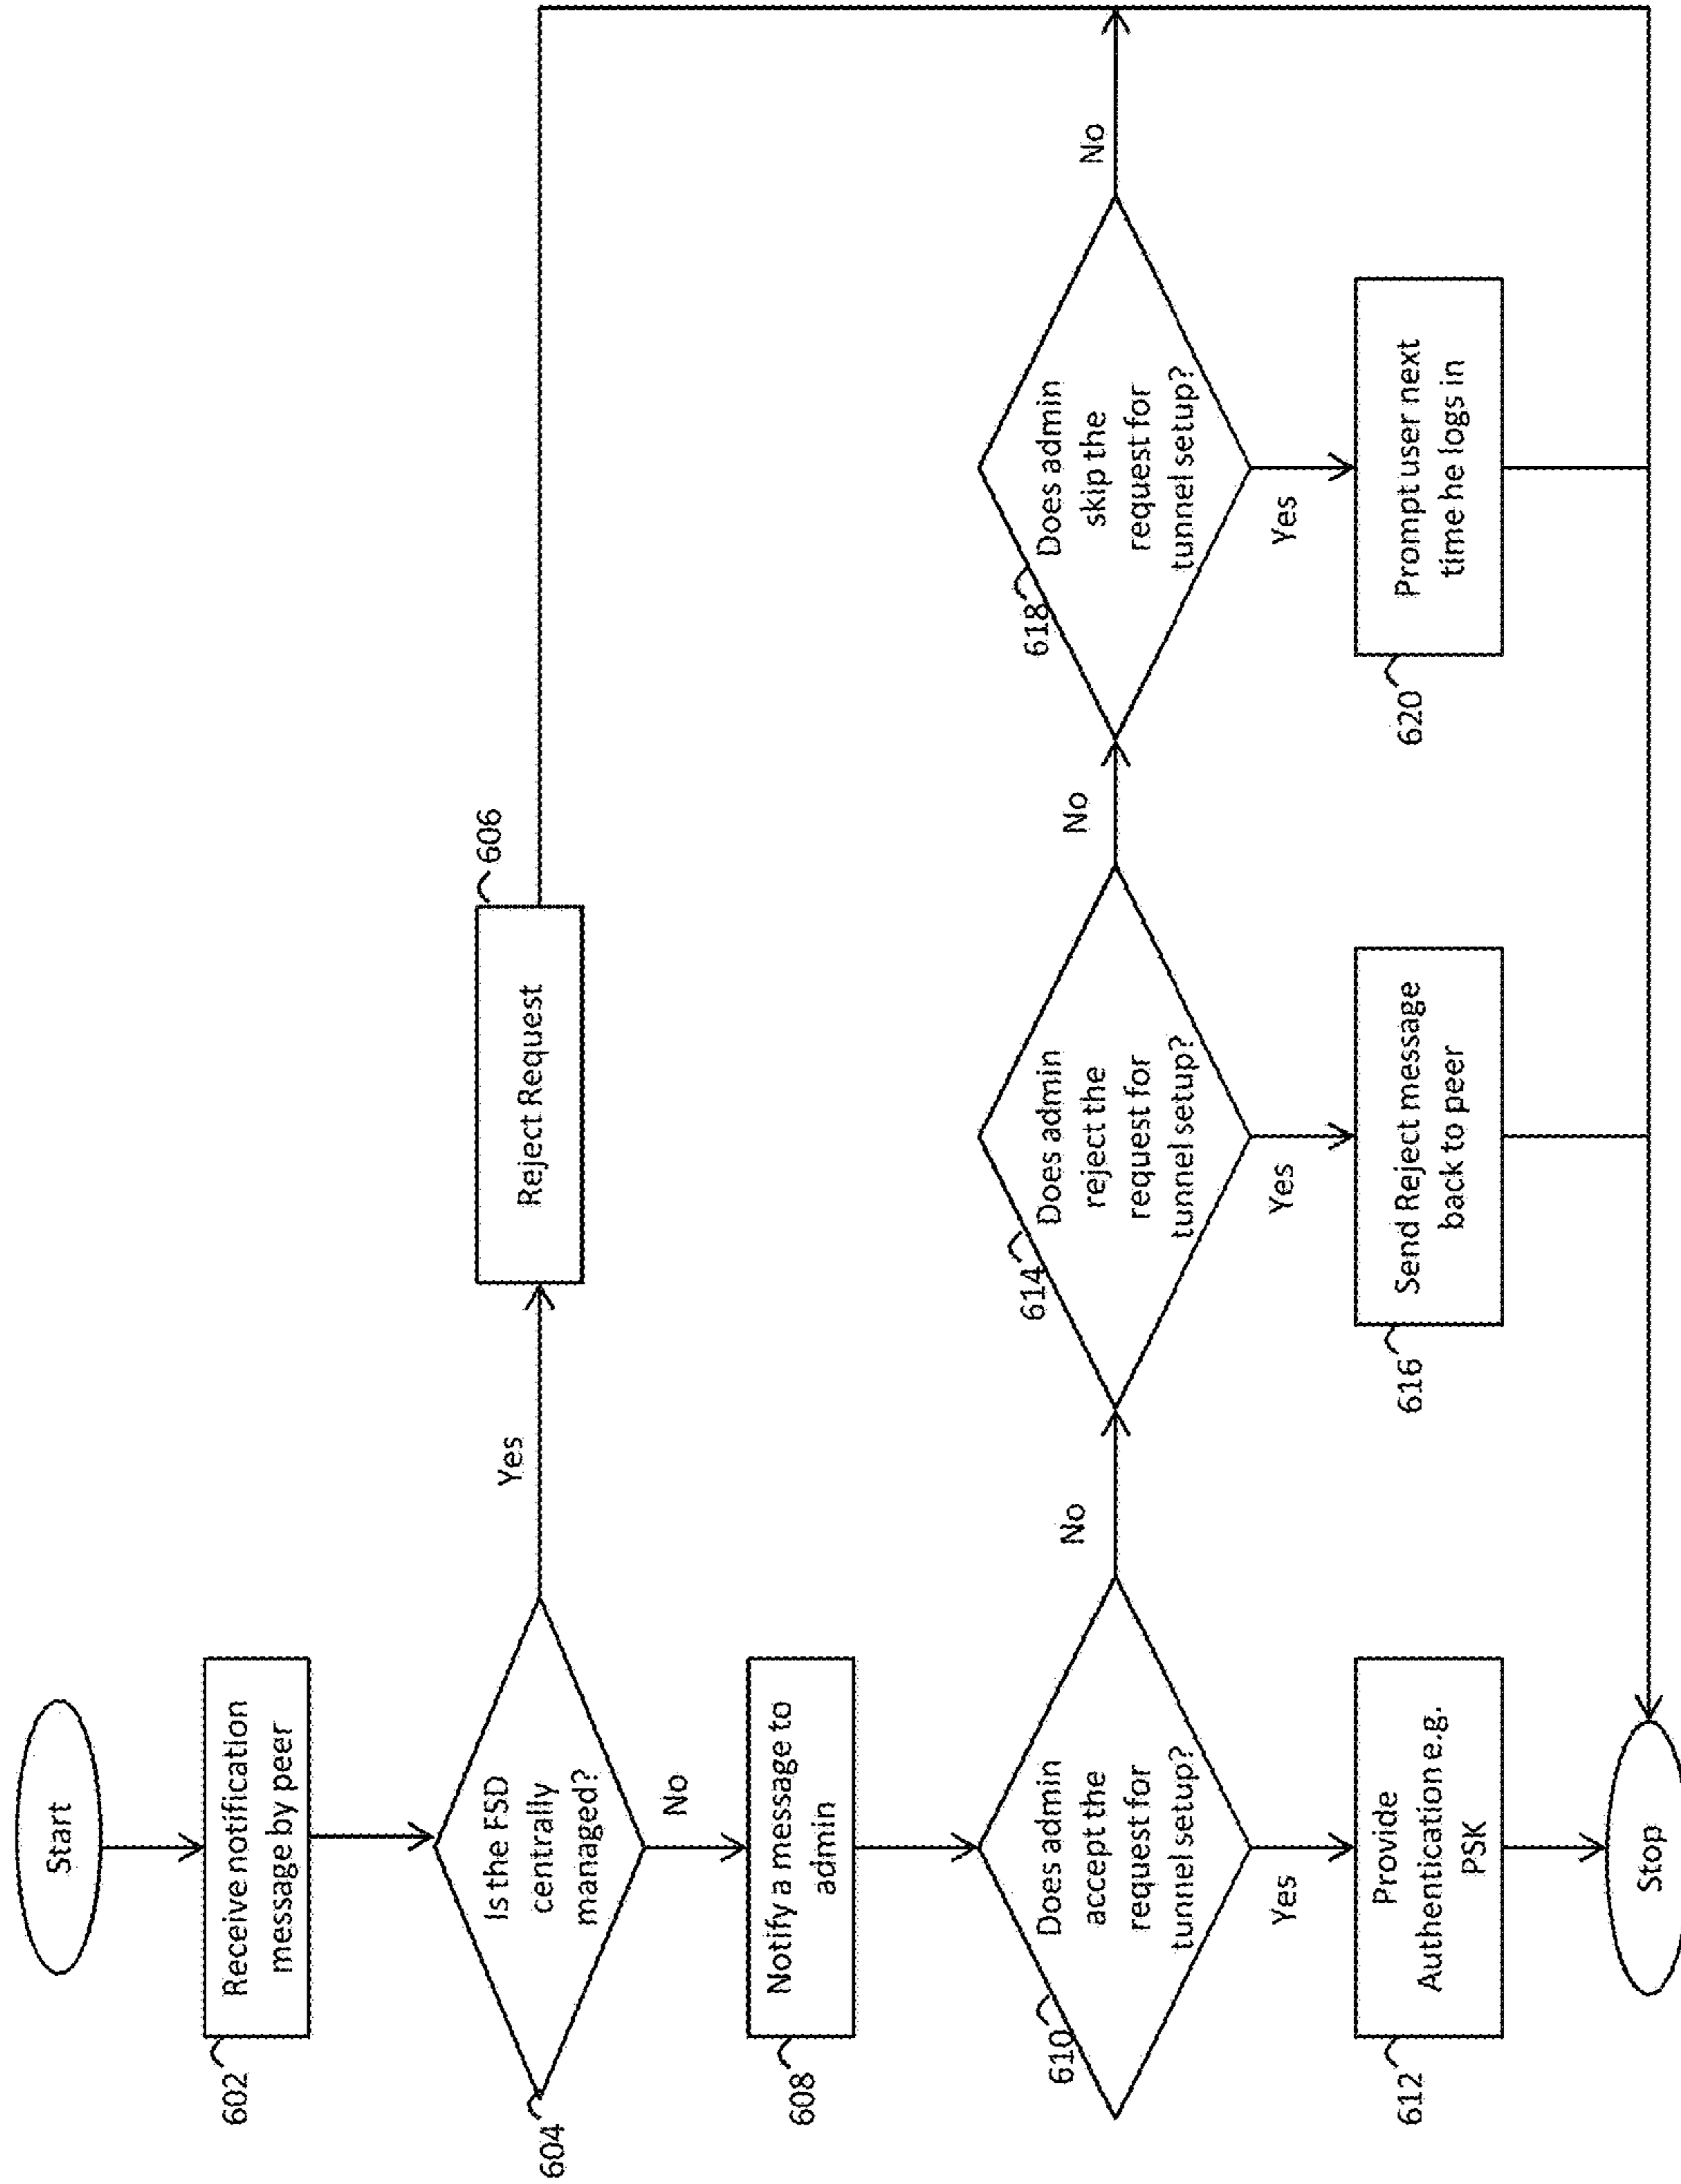 Start
602
Receive notification
message by peer
604
Is the FSD
centrally
managed?
Yes
606
Reject Request
No
608
Notify a message to
admin
610
Does admin
accept the
request for
tunnel setup?
No
614
Does admin
reject the
request for
tunnel setup?
No
618
Does admin
skip the
request for
tunnel setup?
No
Yes
Yes
Yes
612
Provide
Authentication e.g.
PSK
616
Send Reject message
back to peer
620
Prompt user next
time he logs in
Stop